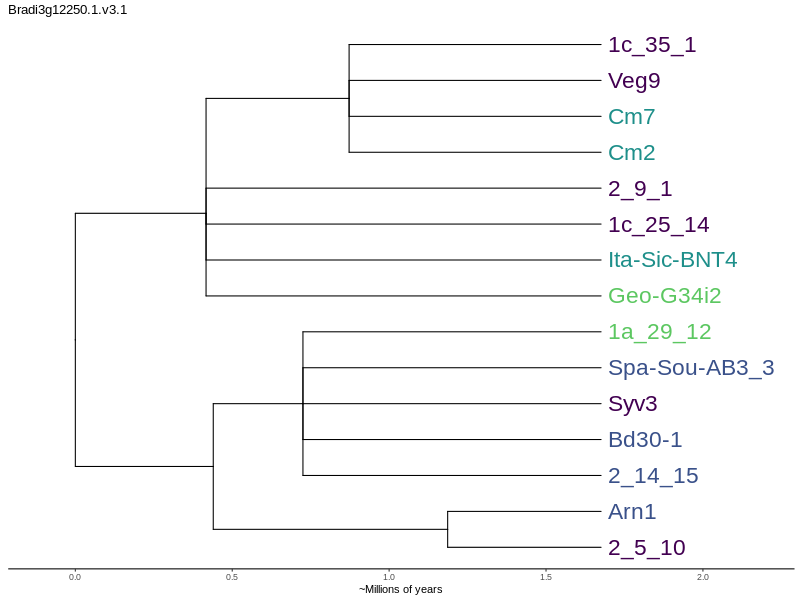 Bradi3g12250.1.v3.1
1c_35_1
Veg9
Cm7
Cm2
2_9_1
1c_25_14
Ita-Sic-BNT4
Geo-G34i2
1a_29_12
Spa-Sou-AB3_3
Syv3
Bd30-1
2_14_15
Arn1
2_5_10
0.0 0.5 1.0 1.5 2.0
~Millions of years